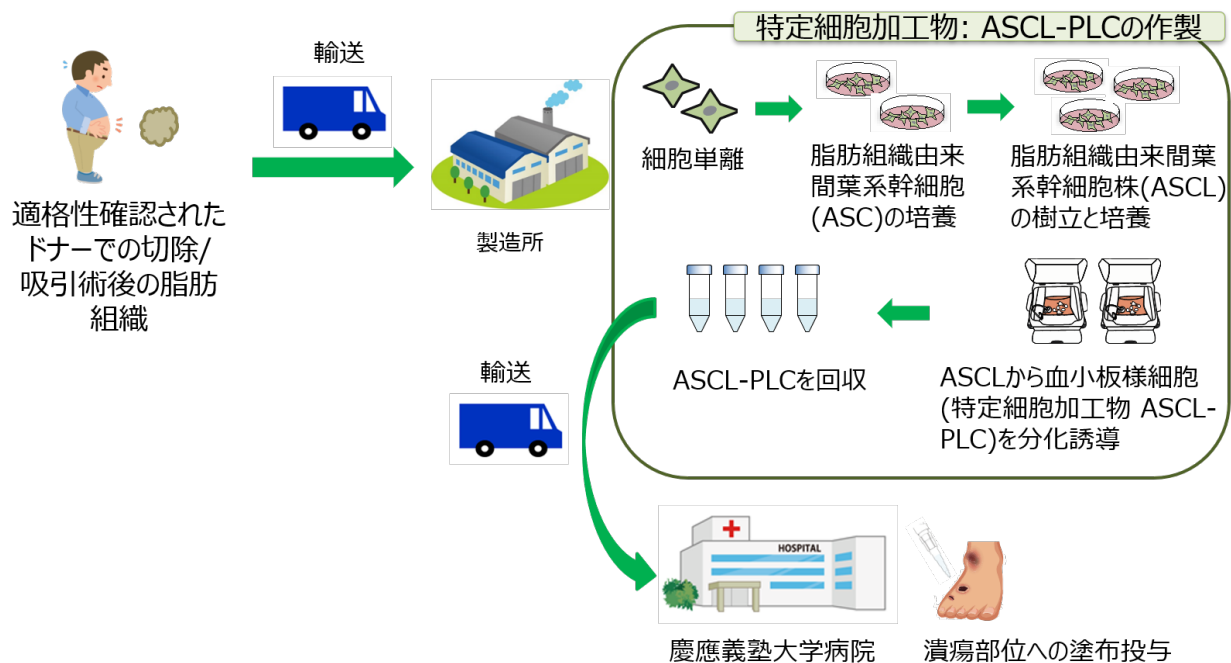 特定細胞加工物: ASCL-PLCの作製
輸送
適格性確認された
ドナーでの切除/
吸引術後の脂肪
組織
製造所
細胞単離
脂肪組織由来
間葉系幹細胞
(ASC)の培養
脂肪組織由来間葉
系幹細胞株(ASCL)
の樹立と培養
ASCLから血小板様細胞
(特定細胞加工物 ASCL-
PLC)を分化誘導
ASCL-PLCを回収
輸送
HOSPITAL
慶應義塾大学病院
潰瘍部位への塗布投与